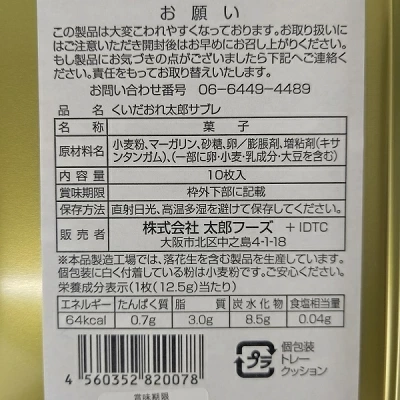 お願い
この製品は大変こわれやすくなっております。お取り扱いに
はご注意いただき開封後はお早めにお召し上がりください。
もし製品にお気づきの点がございましたら下記へご連絡く
ださい。責任をもってお取り替えいたします。
お問い合わせ番号 06-6449-4489
品名 くいだおれ太郎サブレ
名称 菓子
原材料名 小麦粉、マーガリン、砂糖、卵／膨脹剤、増粘剤(キサ
ンタンガム)、(一部に卵・小麦・乳成分・大豆を含む)
内容量 10枚入
賞味期限 枠外下部に記載
保存方法 直射日光、高温多湿を避けて保存してください。
販売者 株式会社 太郎フーズ +IDTC
大阪市北区中之島4-1-18
※本品製造工場では、落花生を含む製品を生産しています。
個包装に白く付着している粉は小麦粉です。ご安心ください。
栄養成分表示(1枚(12.5g)当たり)
エネルギー たんぱく質 脂質 炭水化物 食塩相当量
64kcal 0.7g 3.0g 8.5g 0.04g
プラ
個包装
トレー
クッション
4 560352 820078
賞味期限